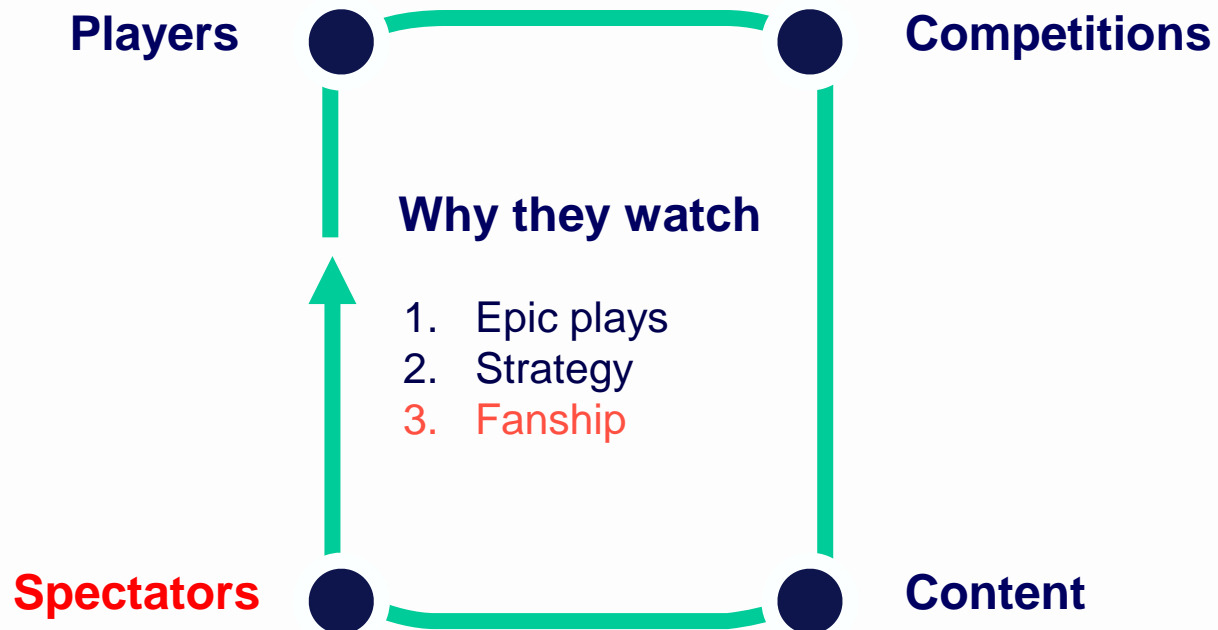 Players
Competitions
Why they watch
1. Epic plays
2. Strategy
3. Fanship
Spectators
Content